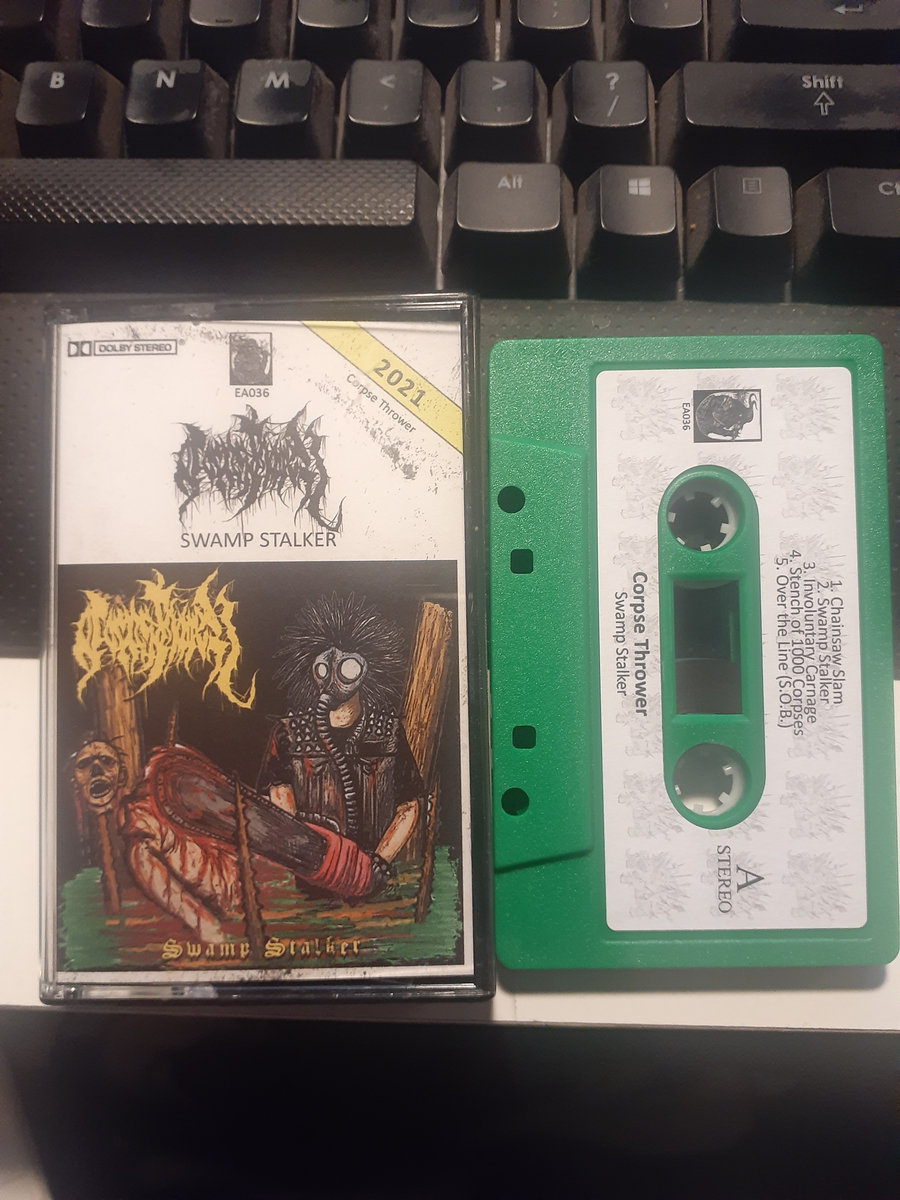 B
N
M
<
,
>
.
?
/
Shift
Alt
DOLBY STEREO
EA036
2021
Corpse Thrower
SWAMP STALKER
Swamp Stalker
EA036
1. Chainsaw Slam
2. Swamp Stalker
3. Involuntary Carnage
4. Stench of 1000 Corpses
5. Over the Line (S.O.B.)
Corpse Thrower
Swamp Stalker
A
STEREO